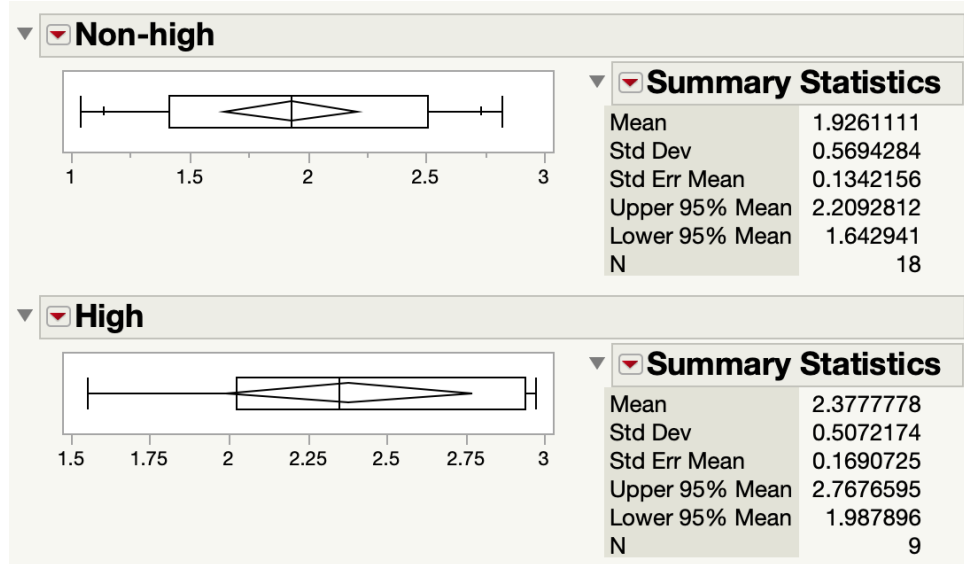 Non-high
1 1.5 2 2.5 3
Summary Statistics
Mean 1.9261111
Std Dev 0.5694284
Std Err Mean 0.1342156
Upper 95% Mean 2.2092812
Lower 95% Mean 1.642941
N 18
High
1.5 1.75 2 2.25 2.5 2.75 3
Summary Statistics
Mean 2.3777778
Std Dev 0.5072174
Std Err Mean 0.1690725
Upper 95% Mean 2.7676595
Lower 95% Mean 1.987896
N 9